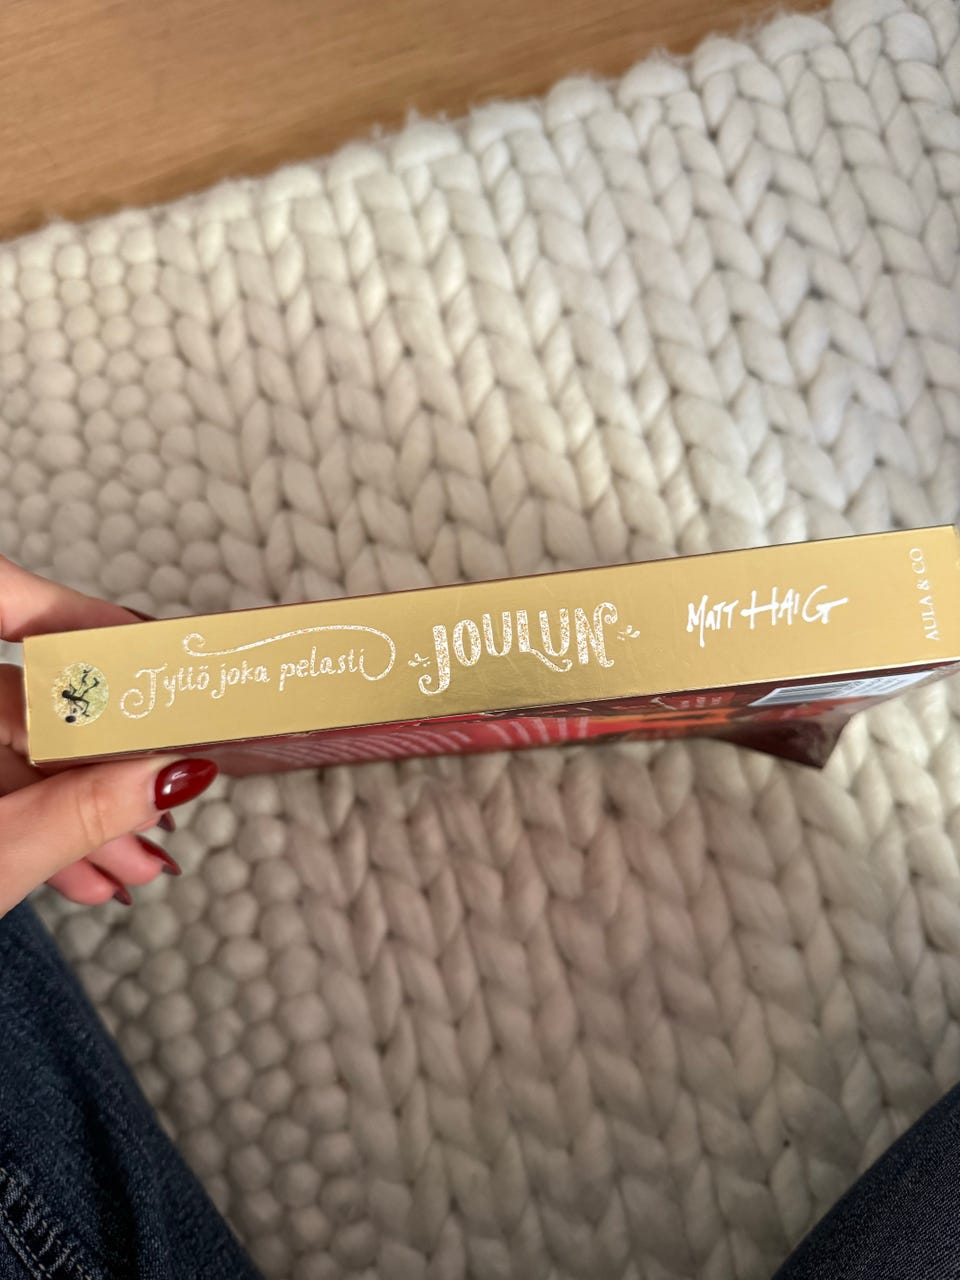 Tyttö joka pelasti
JOULUN
MATT HAIG
AULA & CO